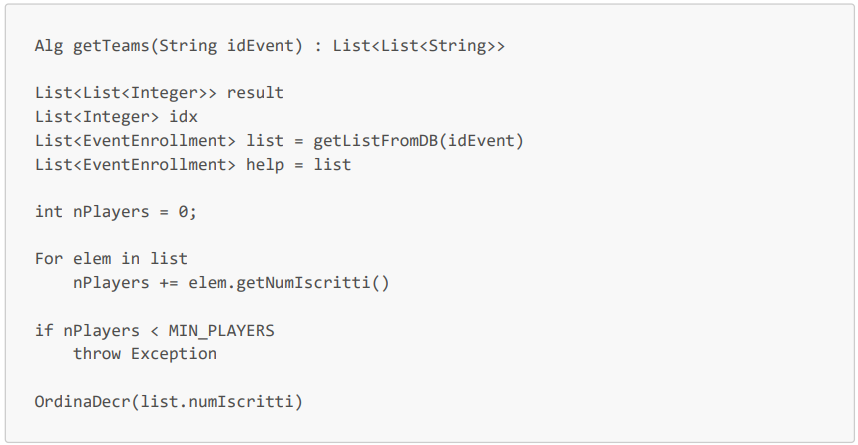 Alg getTeams(String idEvent) : List<List<String>>
List<List<Integer>> result
List<Integer> idx
List<EventEnrollment> list = getListFromDB(idEvent)
List<EventEnrollment> help = list
int nPlayers = 0;
For elem in list
    nPlayers += elem.getNumIscritti()
if nPlayers < MIN_PLAYERS
    throw Exception
OrdinaDecr(list.numIscritti)